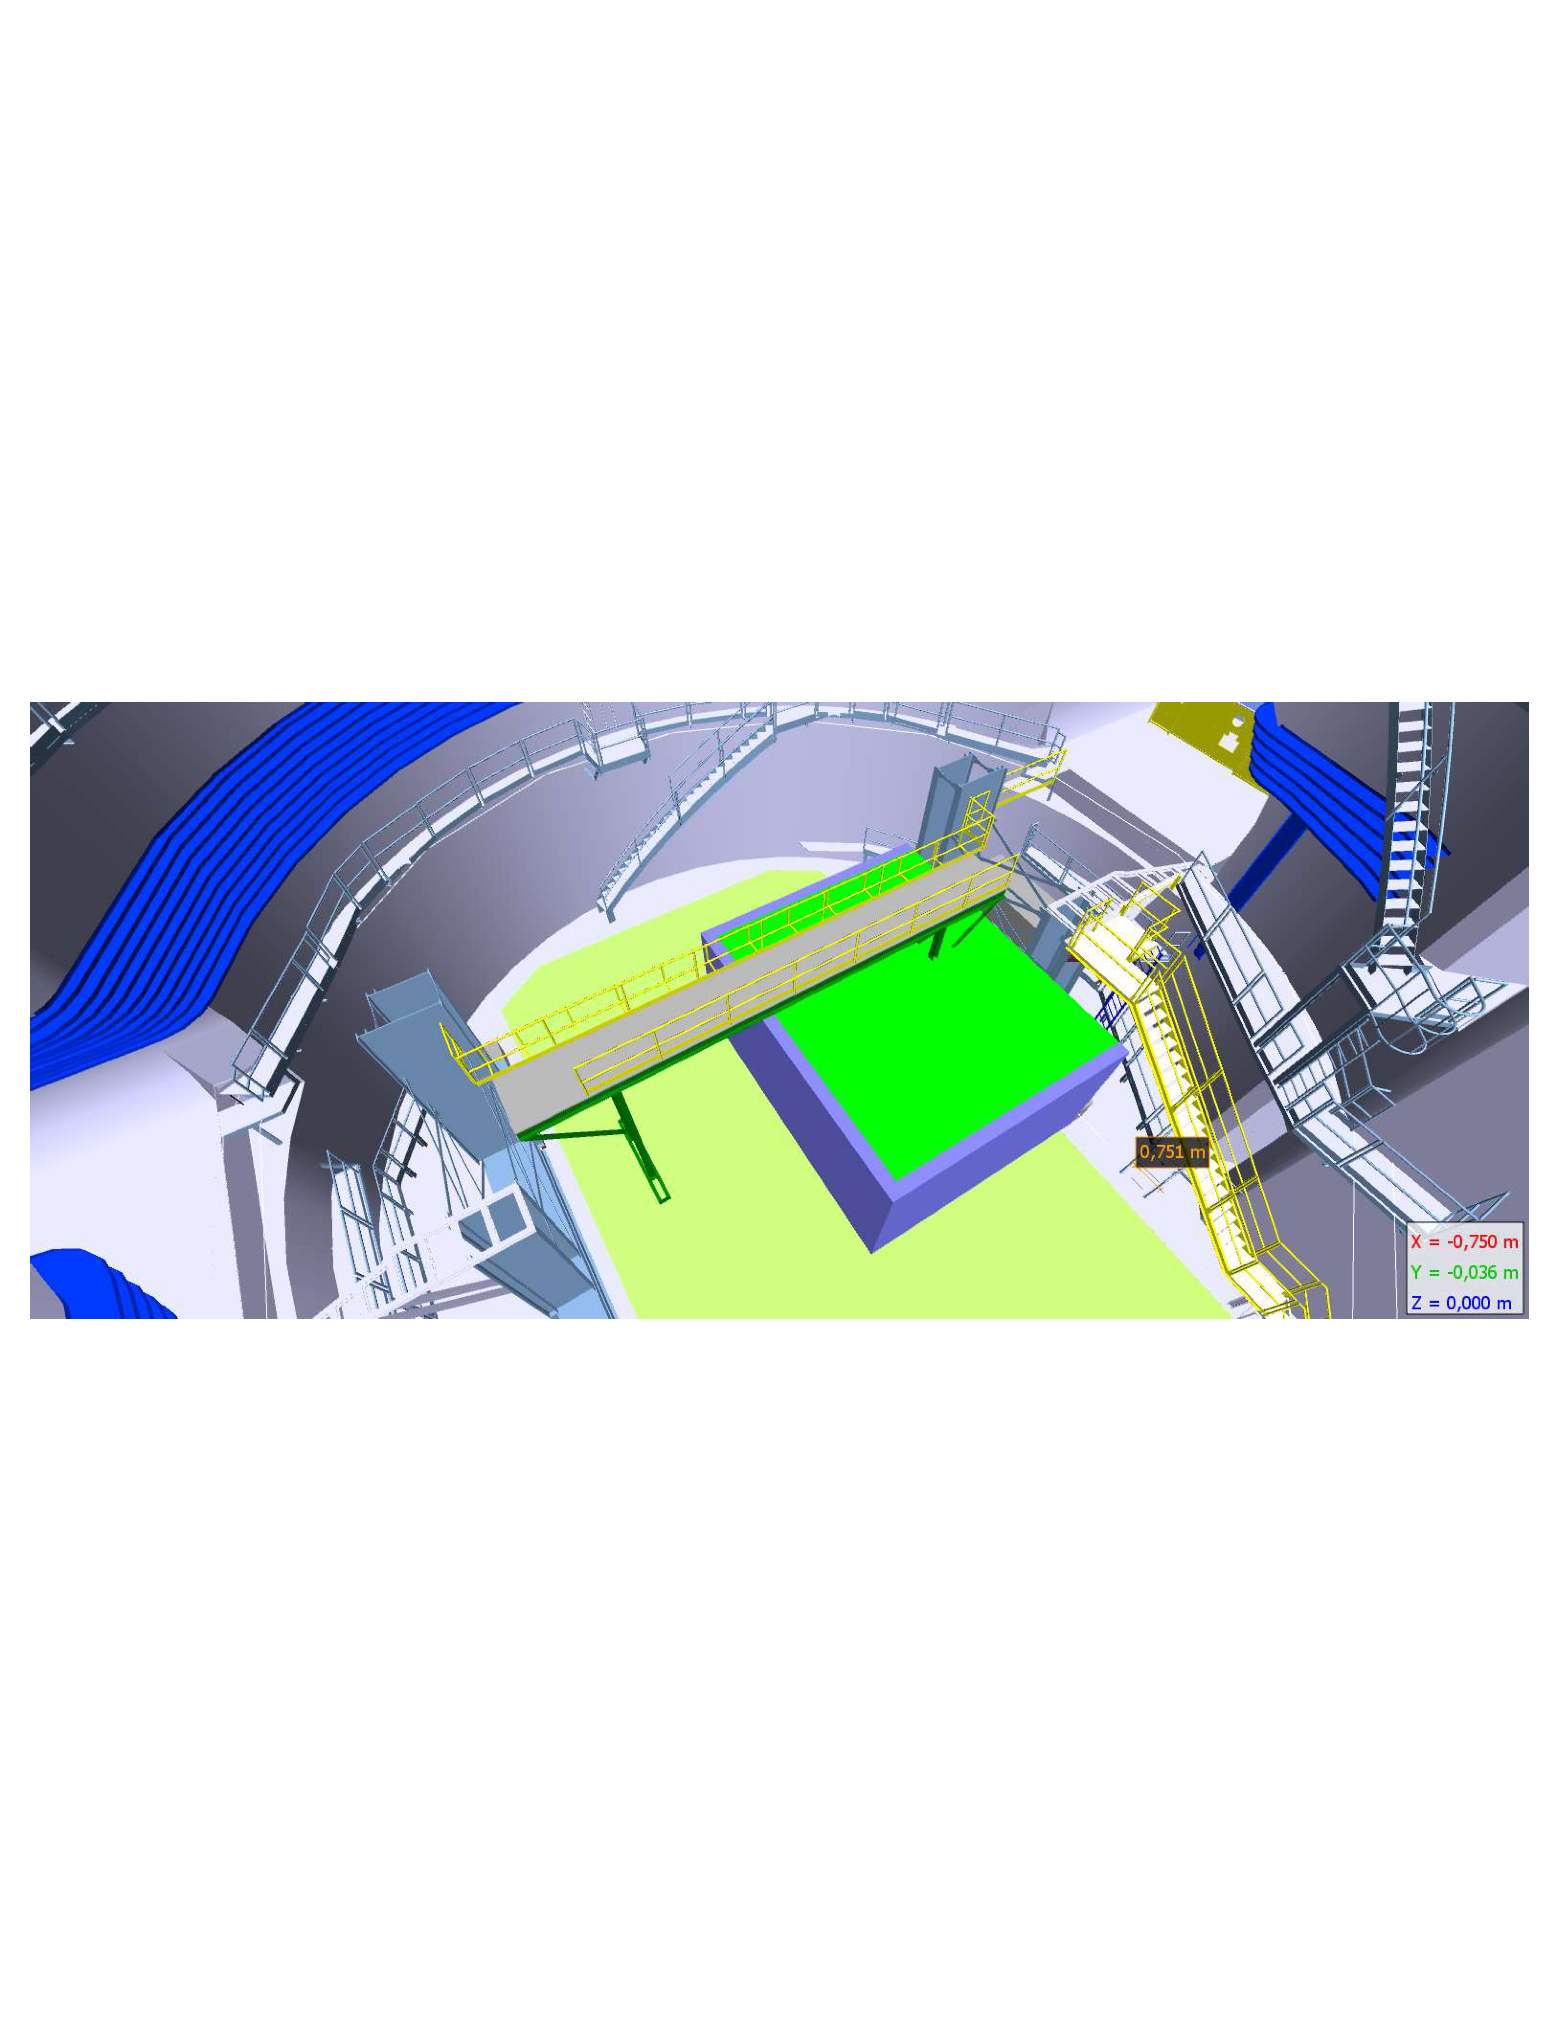 0,751 m
X = -0,750 m
Y = -0,036 m
Z = 0,000 m